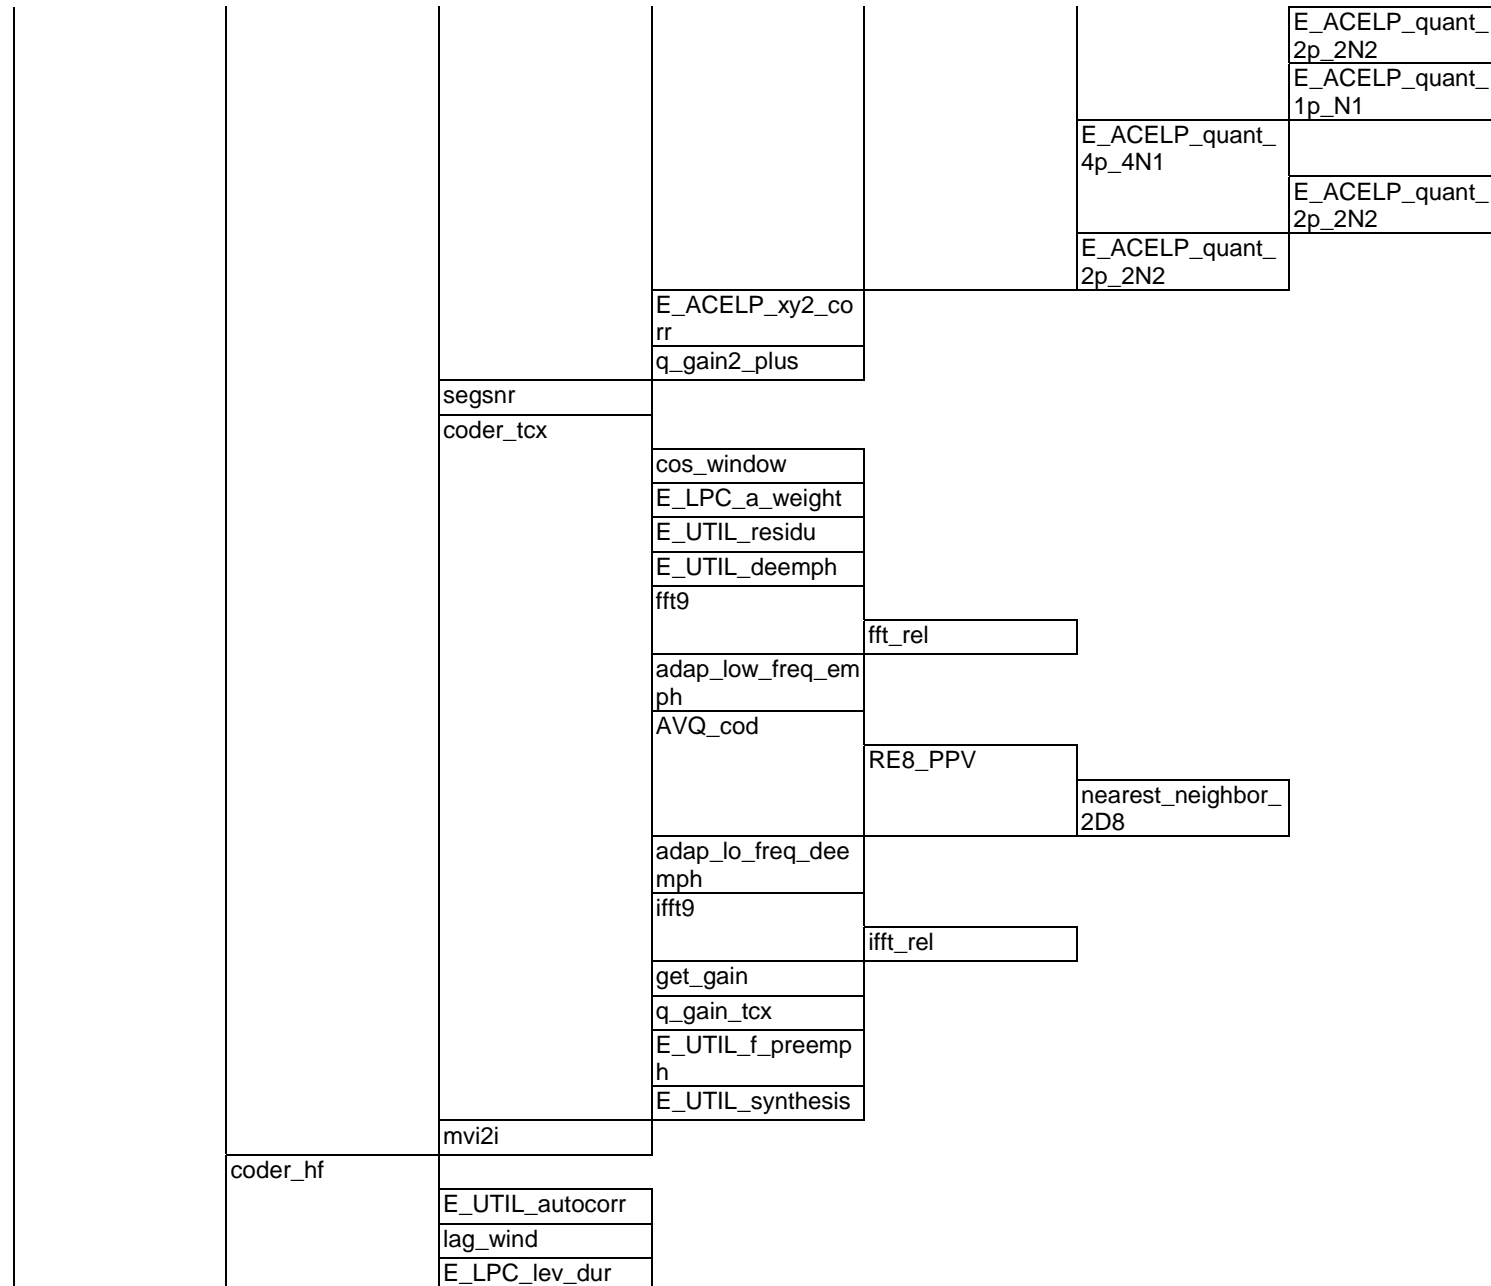 E_ACELP_quant_
2p_2N2
E_ACELP_quant_
1p_N1
E_ACELP_quant_
4p_4N1
E_ACELP_quant_
2p_2N2
E_ACELP_quant_
2p_2N2
E_ACELP_xy2_co
rr
q_gain2_plus
segsnr
coder_tcx
cos_window
E_LPC_a_weight
E_UTIL_residu
E_UTIL_deemph
fft9
fft_rel
adap_low_freq_em
ph
AVQ_cod
RE8_PPV
nearest_neighbor_
2D8
adap_lo_freq_dee
mph
ifft9
ifft_rel
get_gain
q_gain_tcx
E_UTIL_f_preemp
h
E_UTIL_synthesis
mvi2i
coder_hf
E_UTIL_autocorr
lag_wind
E_LPC_lev_dur